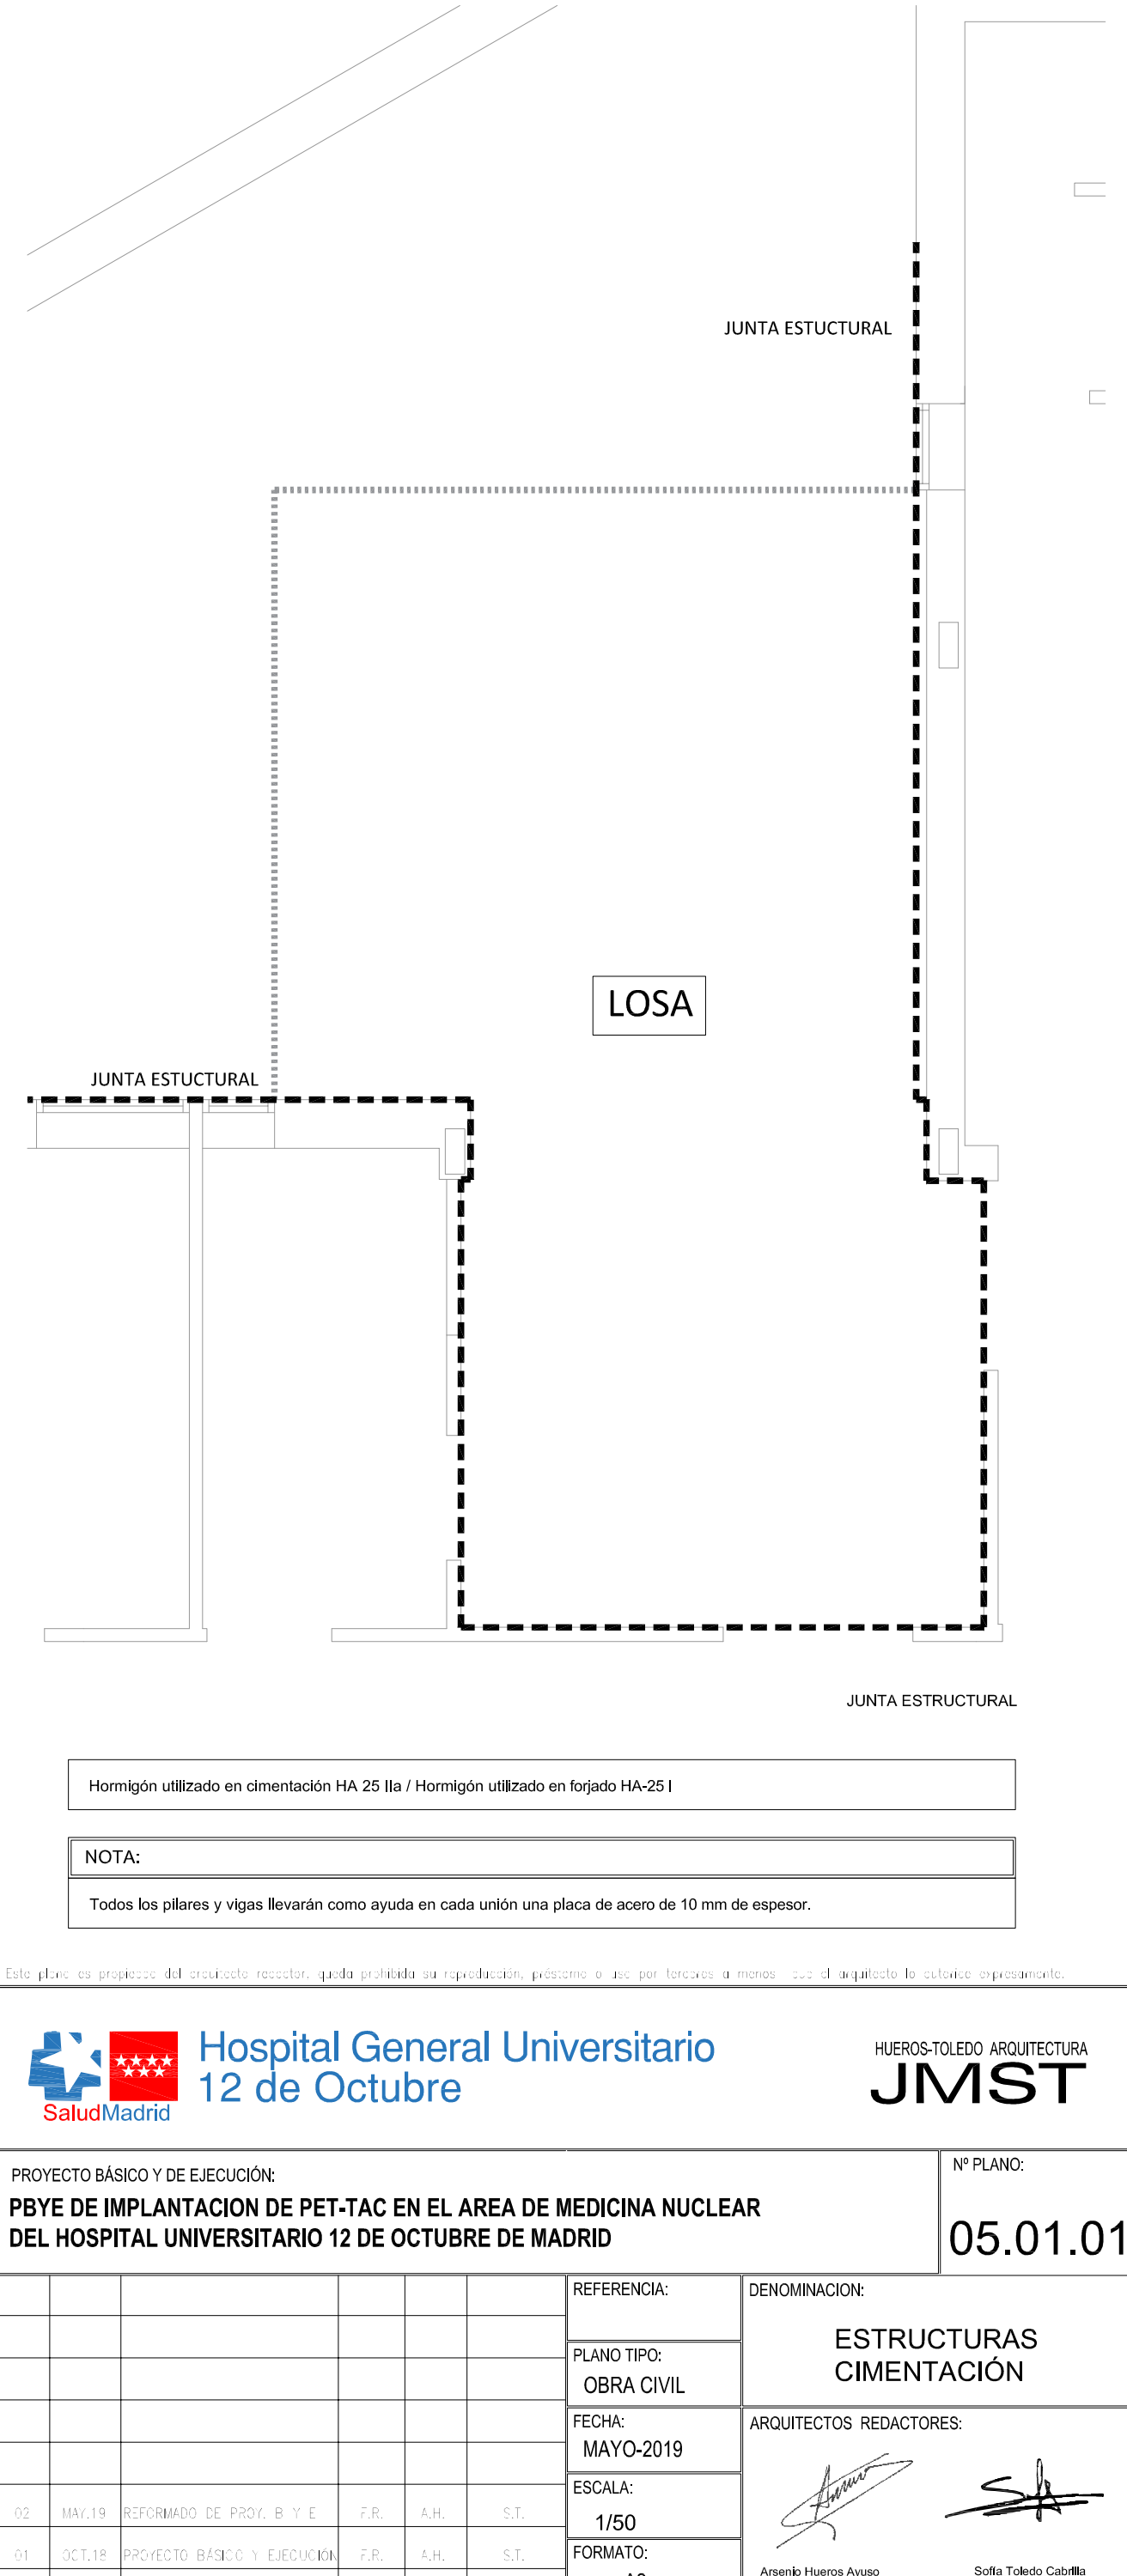 JUNTA ESTUCTURAL
LOSA
JUNTA ESTUCTURAL
JUNTA ESTRUCTURAL
Hormigón utilizado en cimentación HA 25 IIa / Hormigón utilizado en forjado HA-25 I
NOTA:
Todos los pilares y vigas llevarán como ayuda en cada unión una placa de acero de 10 mm de espesor.
Este plano es del arquitecto redactor, queda prohibida su reproducción, préstamo o uso por terceros a menos que el arquitecto lo autorice expresamente.
Hospital General Universitario
12 de Octubre
SaludMadrid
HUEROS-TOLEDO ARQUITECTURA
JMST
PROYECTO BÁSICO Y DE EJECUCIÓN:
PBYE DE IMPLANTACION DE PET-TAC EN EL AREA DE MEDICINA NUCLEAR
DEL HOSPITAL UNIVERSITARIO 12 DE OCTUBRE DE MADRID
Nº PLANO:
05.01.01
REFERENCIA:
DENOMINACION:
ESTRUCTURAS
CIMENTACIÓN
PLANO TIPO:
OBRA CIVIL
FECHA:
MAYO-2019
ARQUITECTOS REDACTORES:
ESCALA:
1/50
02 MAY.19 REFORMADO DE PROY. B Y E F.R. A.H. S.T.
01 OCT.18 PROYECTO BÁSICO Y EJECUCIÓN F.R. A.H. S.T.
FORMATO:
Arsenio Hueros Ayuso
Sofía Toledo Cabrilla